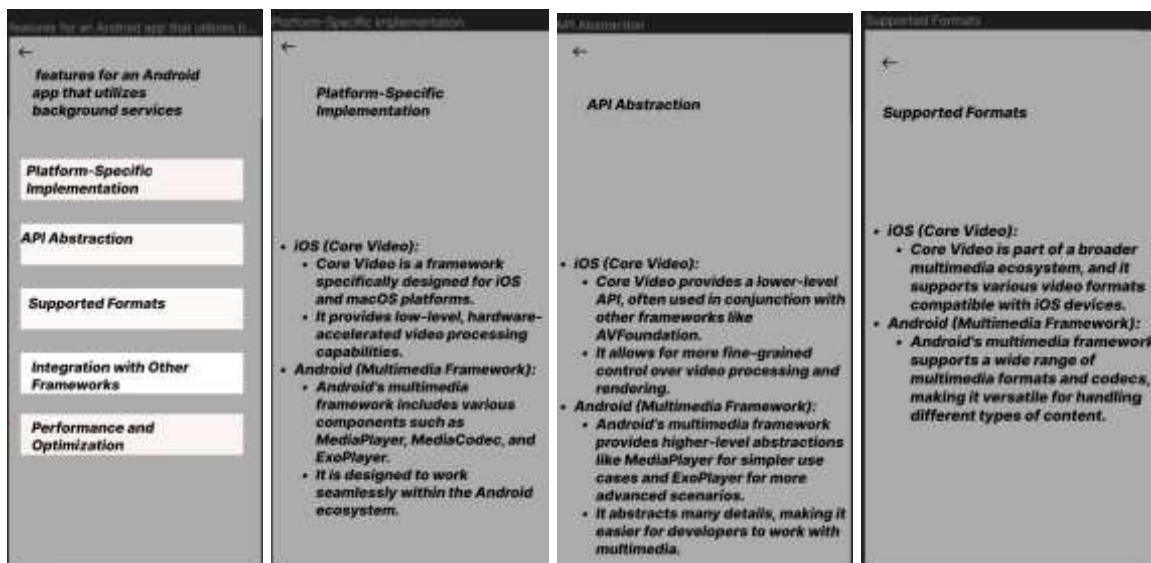 features for an Android app that utilizes b...
←
features for an Android
app that utilizes
background services
Platform-Specific
Implementation
API Abstraction
Supported Formats
Integration with Other
Frameworks
Performance and
Optimization
Platform-Specific Implementation
←
Platform-Specific
Implementation
• iOS (Core Video):
• Core Video is a framework
specifically designed for iOS
and macOS platforms.
• It provides low-level, hardware-
accelerated video processing
capabilities.
• Android (Multimedia Framework):
• Android's multimedia
framework includes various
components such as
MediaPlayer, MediaCodec, and
ExoPlayer.
• It is designed to work
seamlessly within the Android
ecosystem.
API Abstraction
←
API Abstraction
• iOS (Core Video):
• Core Video provides a lower-level
API, often used in conjunction with
other frameworks like
AVFoundation.
• It allows for more fine-grained
control over video processing and
rendering.
• Android (Multimedia Framework):
• Android's multimedia framework
provides higher-level abstractions
like MediaPlayer for simpler use
cases and ExoPlayer for more
advanced scenarios.
• It abstracts many details, making it
easier for developers to work with
multimedia.
Supported Formats
←
Supported Formats
• iOS (Core Video):
• Core Video is part of a broader
multimedia ecosystem, and it
supports various video formats
compatible with iOS devices.
• Android (Multimedia Framework):
• Android's multimedia framework
supports a wide range of
multimedia formats and codecs,
making it versatile for handling
different types of content.